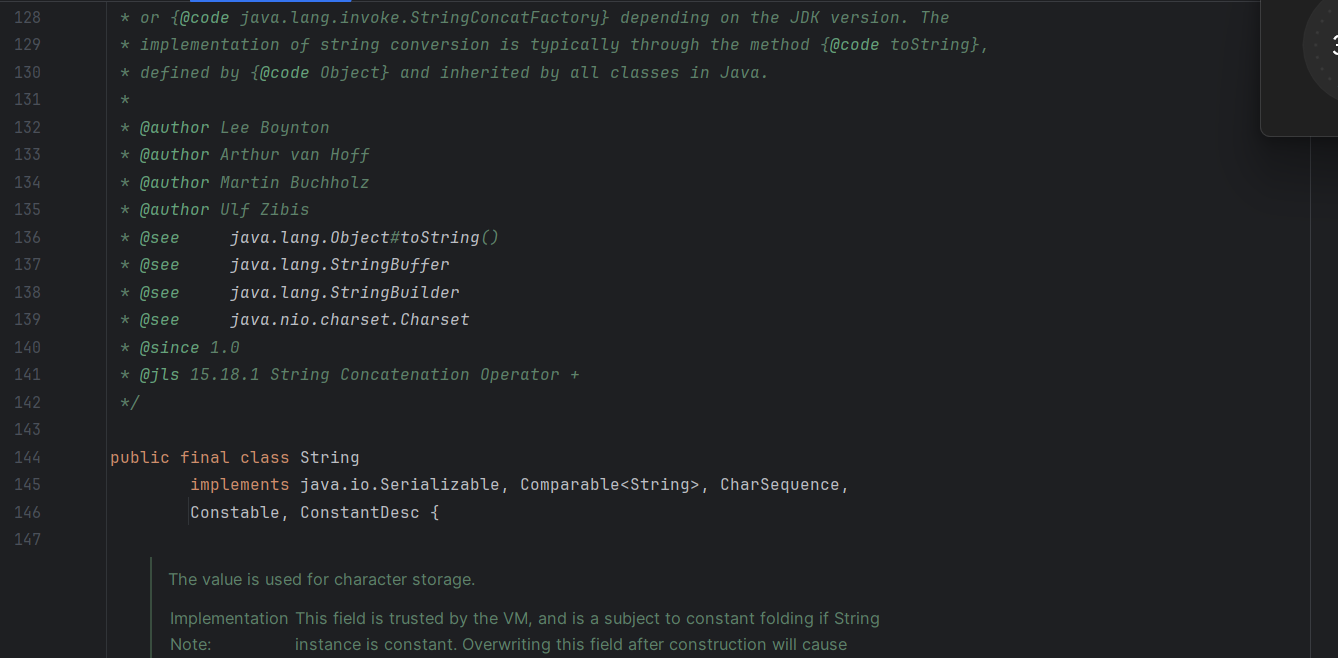 128 * or {@code java.lang.invoke.StringConcatFactory} depending on the JDK version. The
129 * implementation of string conversion is typically through the method {@code toString},
130 * defined by {@code Object} and inherited by all classes in Java.
131 *
132 * @author Lee Boynton
133 * @author Arthur van Hoff
134 * @author Martin Buchholz
135 * @author Ulf Zibis
136 * @see     java.lang.Object#toString()
137 * @see     java.lang.StringBuffer
138 * @see     java.lang.StringBuilder
139 * @see     java.nio.charset.Charset
140 * @since 1.0
141 * @jls 15.18.1 String Concatenation Operator +
142 */
143
144 public final class String
145         implements java.io.Serializable, Comparable<String>, CharSequence,
146         Constable, ConstantDesc {
147
The value is used for character storage.
Implementation This field is trusted by the VM, and is a subject to constant folding if String
Note: instance is constant. Overwriting this field after construction will cause